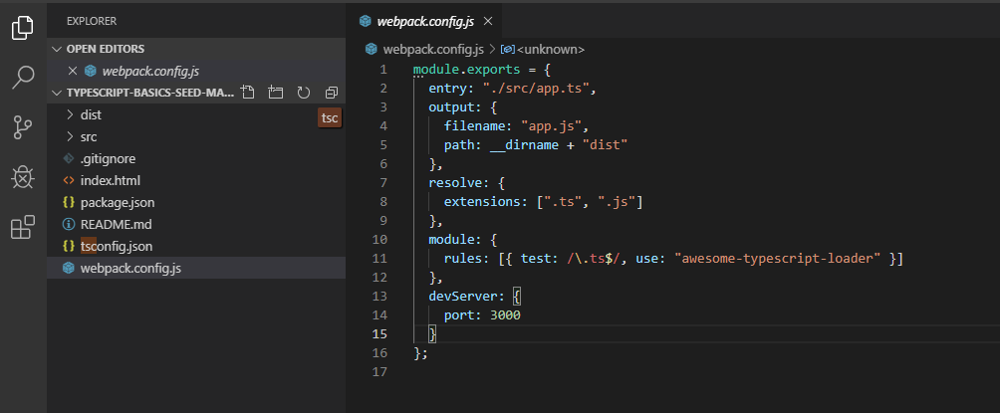 EXPLORER
OPEN EDITORS
webpack.config.js
TYPESCRIPT-BASICS-SEED-MA...
dist
tsc
src
.gitignore
index.html
package.json
README.md
tsconfig.json
webpack.config.js
webpack.config.js
webpack.config.js > <unknown>
1 module.exports = {
2   entry: "./src/app.ts",
3   output: {
4     filename: "app.js",
5     path: __dirname + "dist"
6   },
7   resolve: {
8     extensions: [".ts", ".js"]
9   },
10   module: {
11     rules: [{ test: /\.ts$/, use: "awesome-typescript-loader" }]
12   },
13   devServer: {
14     port: 3000
15   }
16 };
17